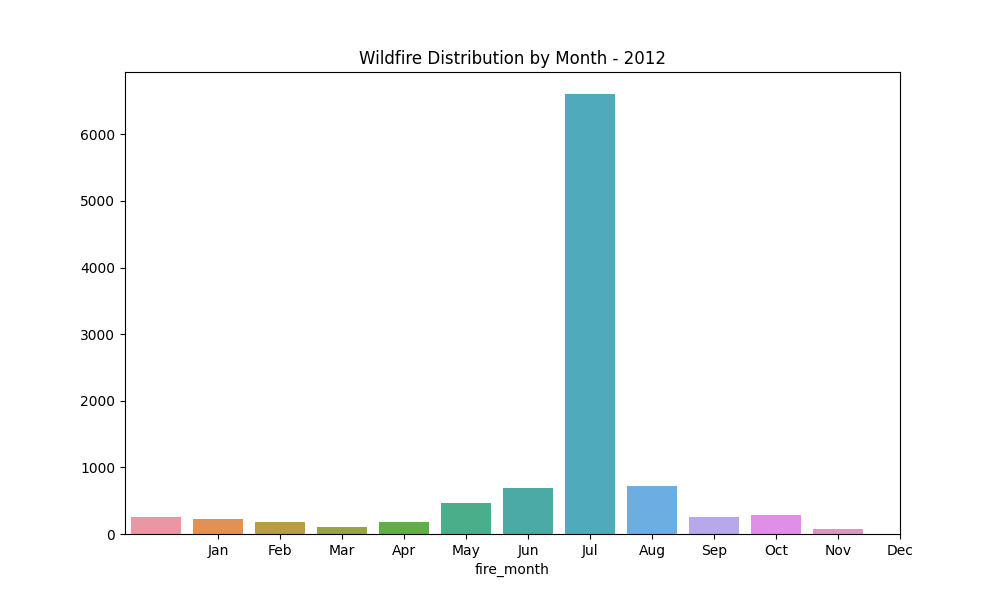 Wildfire Distribution by Month - 2012
6000
5000
4000
3000
2000
1000
0
Jan Feb Mar Apr May Jun Jul Aug Sep Oct Nov Dec
fire_month